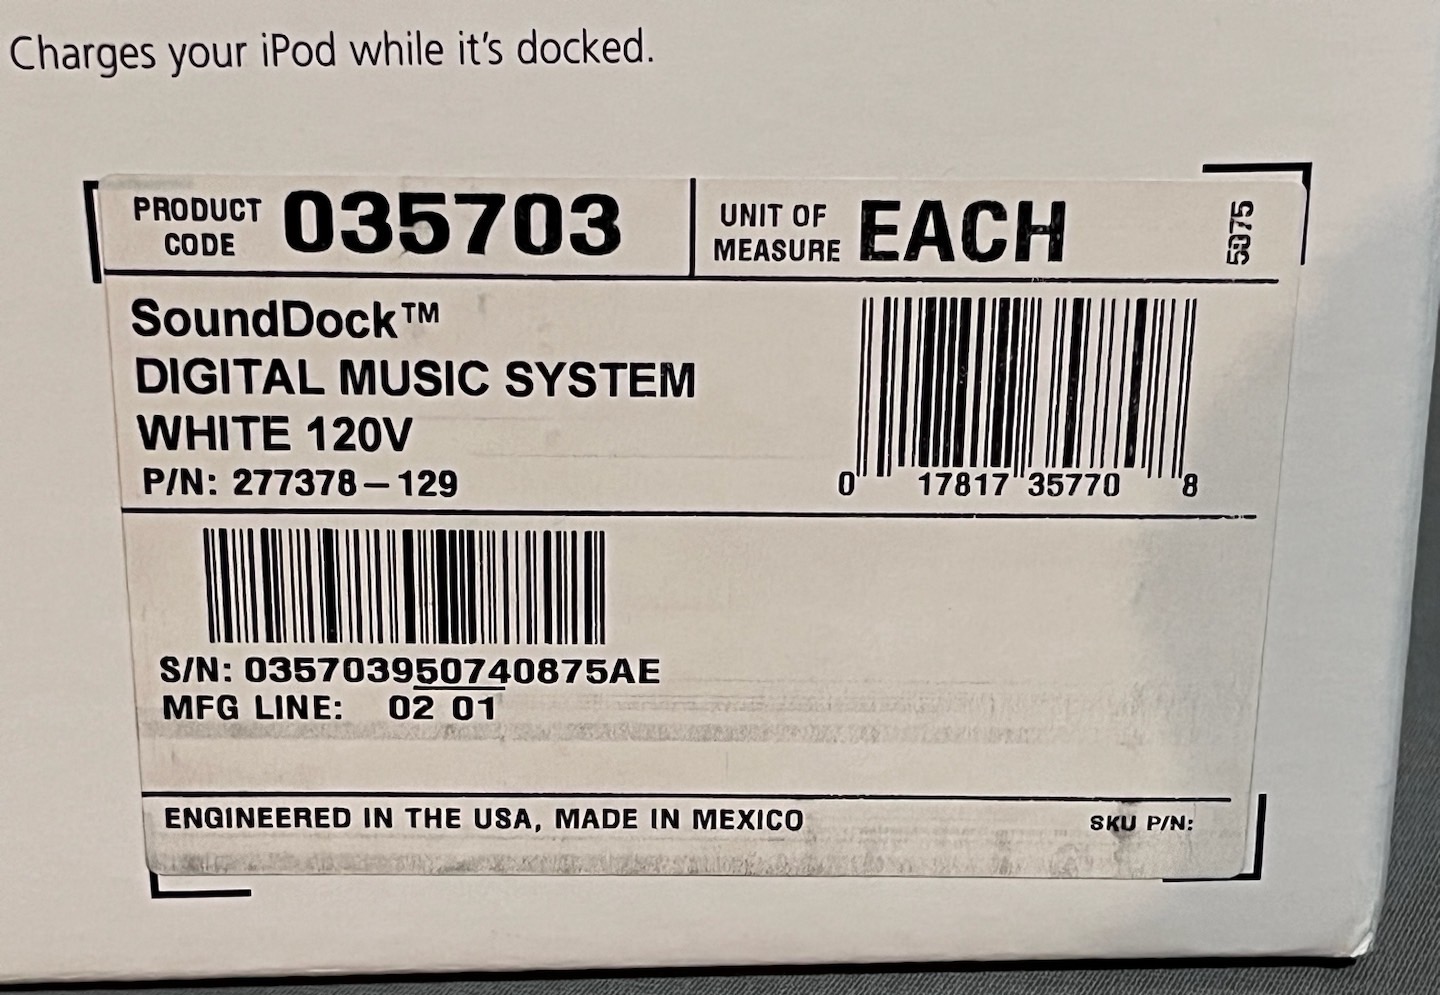 Charges your iPod while it's docked.
PRODUCT CODE 035703
UNIT OF MEASURE EACH
5075
SoundDock™
DIGITAL MUSIC SYSTEM
WHITE 120V
P/N: 277378-129
0 17817 35770 8
S/N: 035703950740875AE
MFG LINE: 02 01
ENGINEERED IN THE USA, MADE IN MEXICO
SKU P/N: